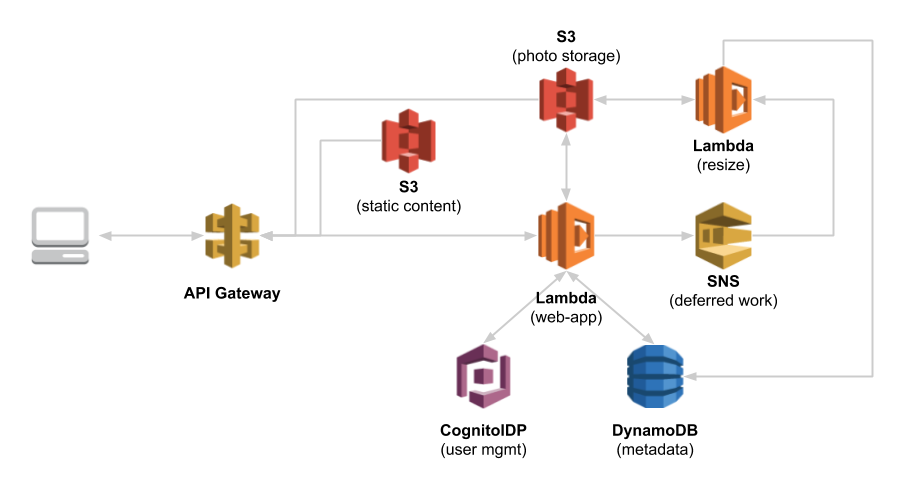 S3
(photo storage)
Lambda
(resize)
S3
(static content)
API Gateway
Lambda
(web-app)
SNS
(deferred work)
CognitoIDP
(user mgmt)
DynamoDB
(metadata)